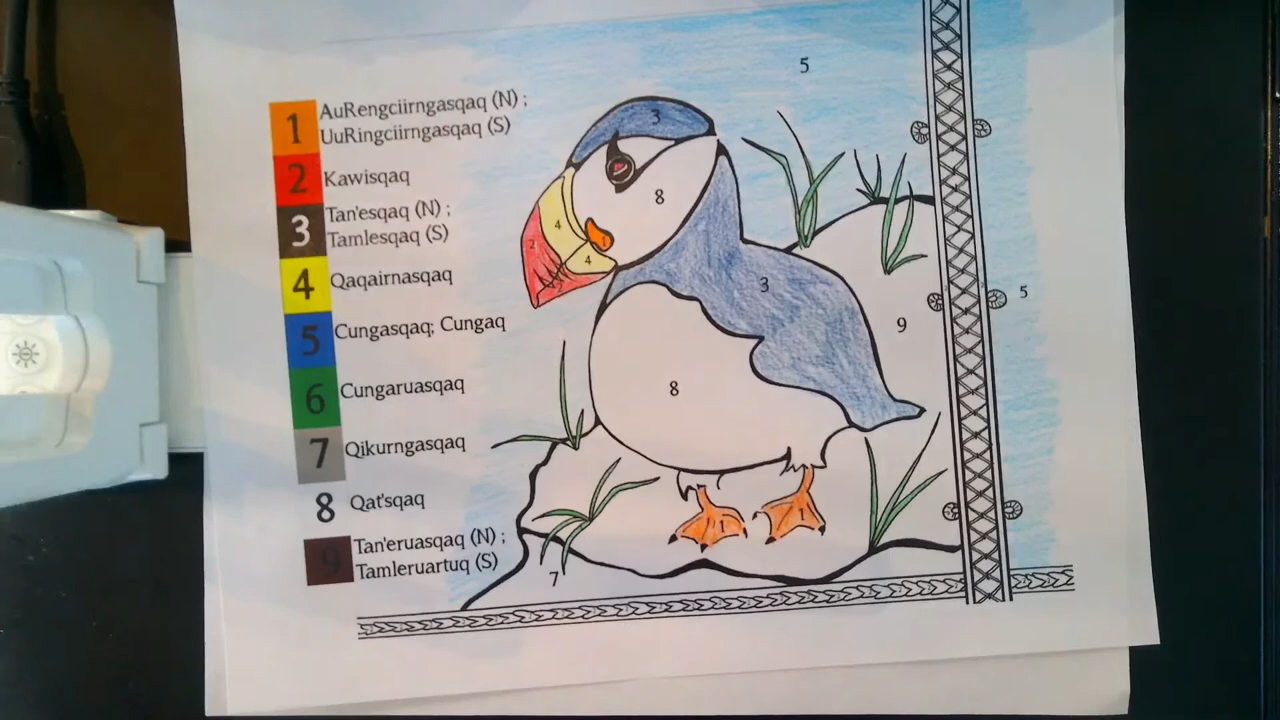 1 AuRengciirngasqaq (N) ;
UuRingciirngasqaq (S)
2 Kawisqaq
3 Tan'esqaq (N) ;
Tamlesqaq (S)
4 Qaqairnasqaq
5 Cungasqaq; Cungaq
6 Cungaruasqaq
7 Qikurngasqaq
8 Qat'sqaq
9 Tan'eruasqaq (N) ;
Tamleruartuq (S)
5
3
8
4
2
4
2
3
5
9
8
1
1
7